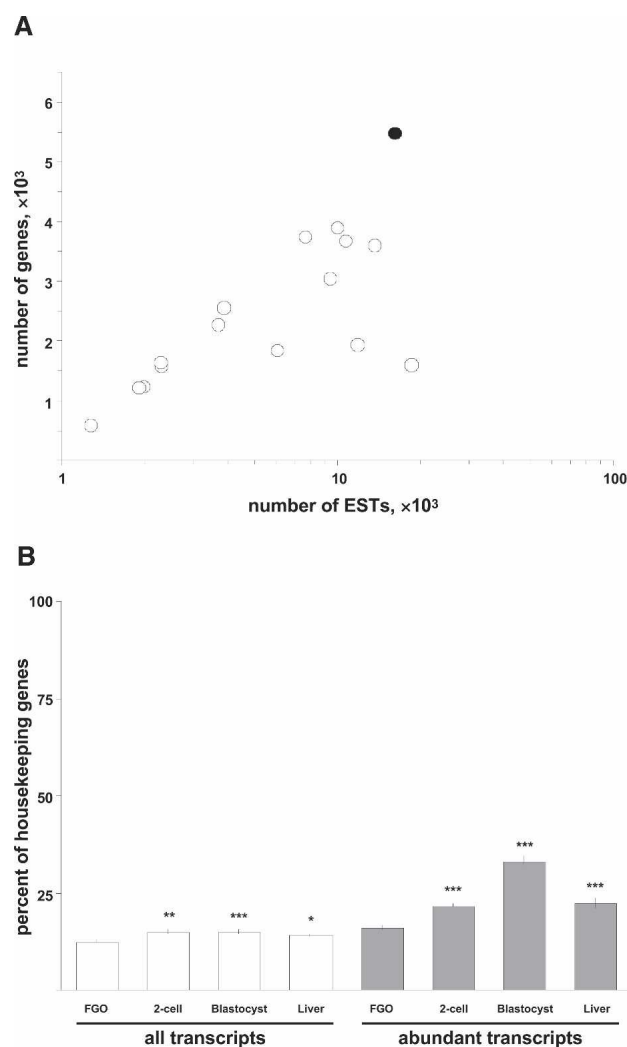 A
number of genes, ×10³
6
5
4
3
2
1
1
10
100
number of ESTs, ×10³
B
percent of housekeeping genes
100
75
50
25
**
***
*
***
***
***
FGO
2-cell
Blastocyst
Liver
FGO
2-cell
Blastocyst
Liver
all transcripts
abundant transcripts